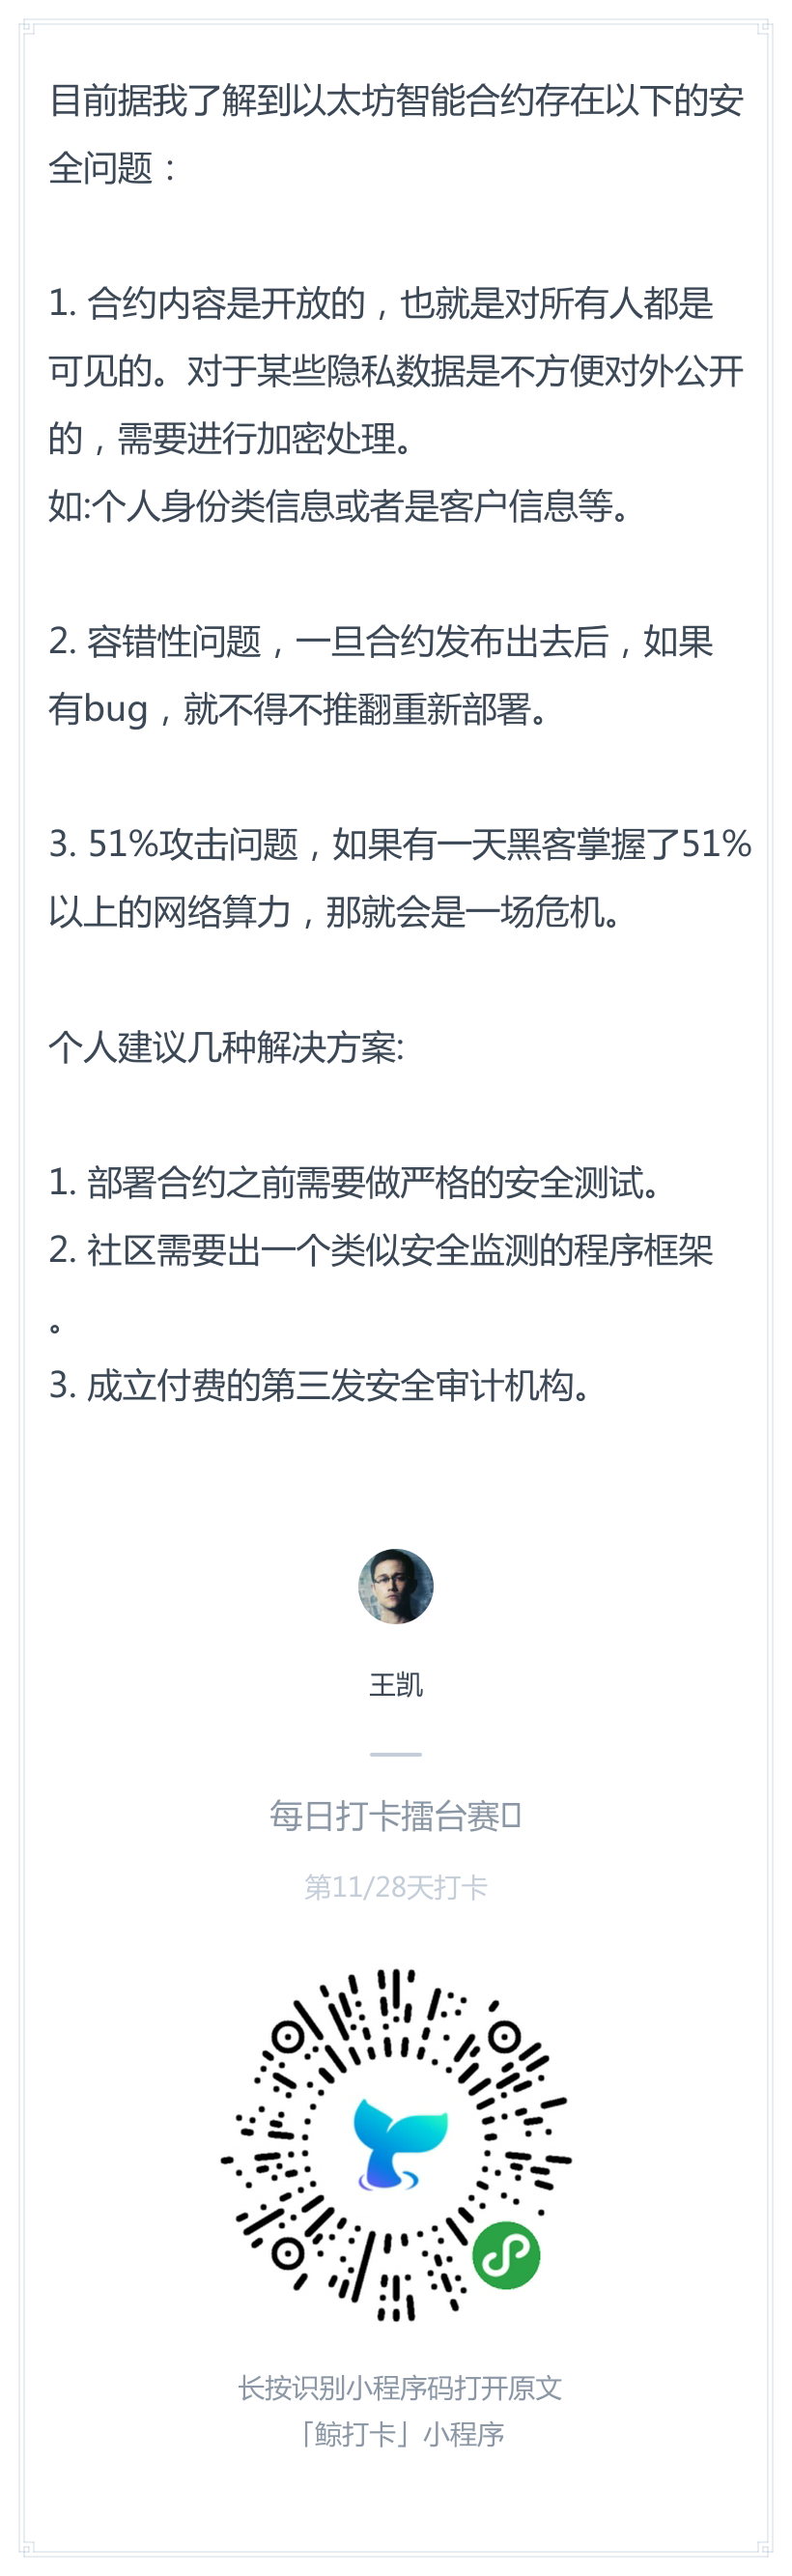 目前据我了解到以太坊智能合约存在以下的安
全问题：
1. 合约内容是开放的，也就是对所有人都是
可见的。对于某些隐私数据是不方便对外公开
的，需要进行加密处理。
如:个人身份类信息或者是客户信息等。
2. 容错性问题，一旦合约发布出去后，如果
有bug，就不得不推翻重新部署。
3. 51%攻击问题，如果有一天黑客掌握了51%
以上的网络算力，那就会是一场危机。
个人建议几种解决方案:
1. 部署合约之前需要做严格的安全测试。
2. 社区需要出一个类似安全监测的程序框架
。
3. 成立付费的第三发安全审计机构。
王凯
每日打卡擂台赛
第11/28天打卡
长按识别小程序码打开原文
「鲸打卡」小程序